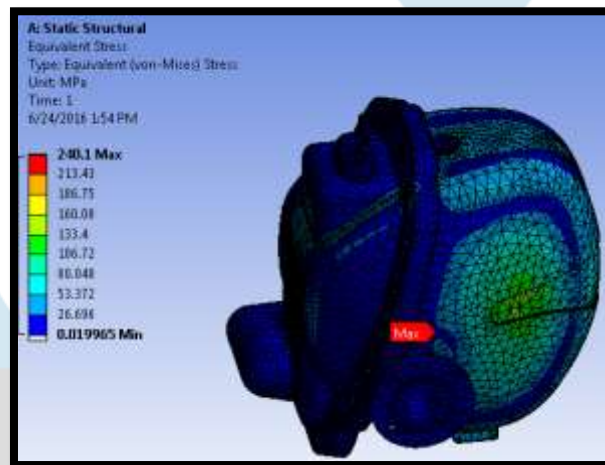 A: Static Structural
Equivalent Stress
Type: Equivalent (von-Mises) Stress
Unit: MPa
Time: 1
6/24/2016 1:54 PM
240.1 Max
213.43
186.75
160.08
133.4
106.72
80.048
53.372
26.696
0.019965 Min
Max